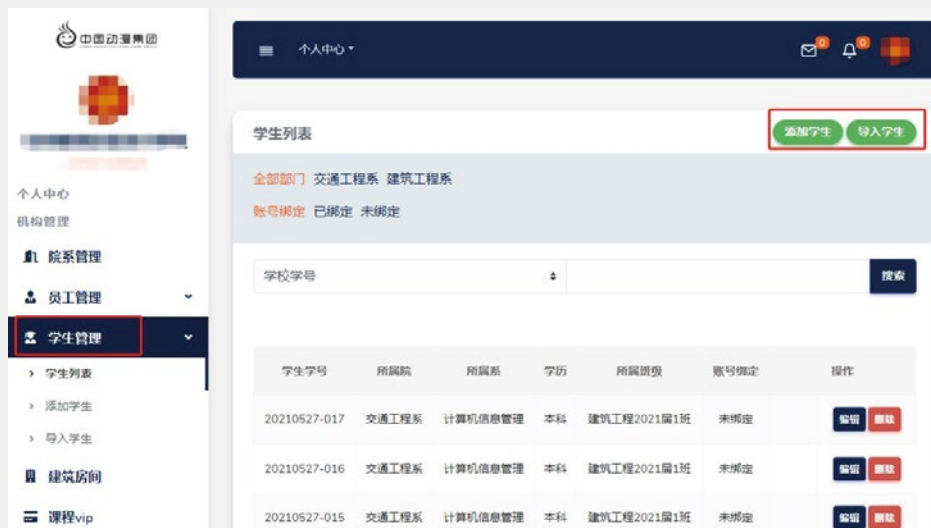 中国动漫集团
个人中心
0
0
学生列表
添加学生
导入学生
全部部门 交通工程系 建筑工程系
账号绑定 已绑定 未绑定
个人中心
机构管理
院系管理
员工管理
学生管理
学生列表
添加学生
导入学生
建筑房间
课程vip
学校学号
搜索
学生学号 所属院 所属系 学历 所属班级 账号绑定 操作
20210527-017 交通工程系 计算机信息管理 本科 建筑工程2021届1班 未绑定 编辑 删除
20210527-016 交通工程系 计算机信息管理 本科 建筑工程2021届1班 未绑定 编辑 删除
20210527-015 交通工程系 计算机信息管理 本科 建筑工程2021届1班 未绑定 编辑 删除